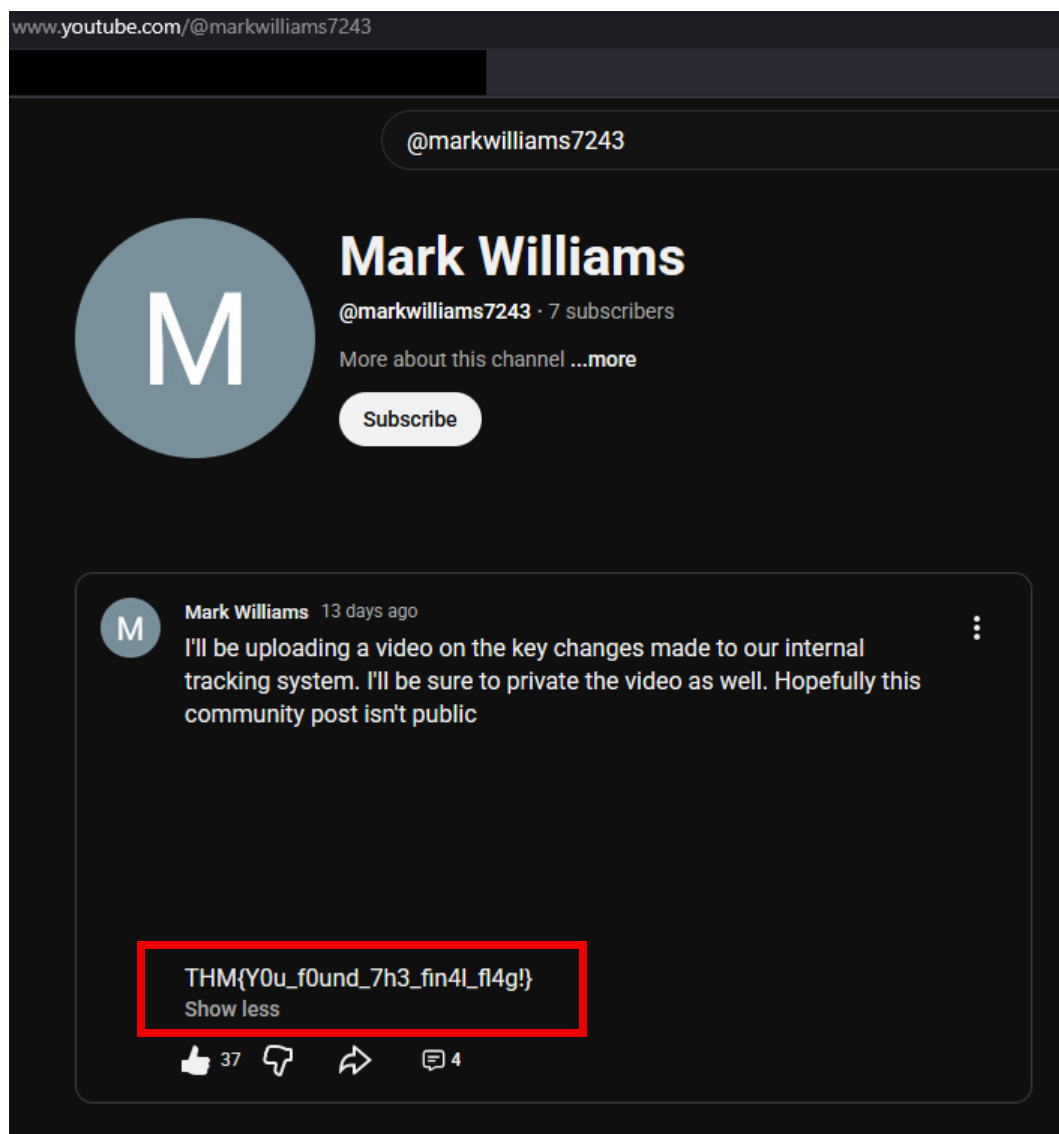 www.youtube.com/@markwilliams7243
@markwilliams7243
M
Mark Williams
@markwilliams7243 · 7 subscribers
More about this channel ...more
Subscribe
M
Mark Williams 13 days ago
I'll be uploading a video on the key changes made to our internal
tracking system. I'll be sure to private the video as well. Hopefully this
community post isn't public
THM{Y0u_f0und_7h3_fin4l_fl4g!}
Show less
37
4